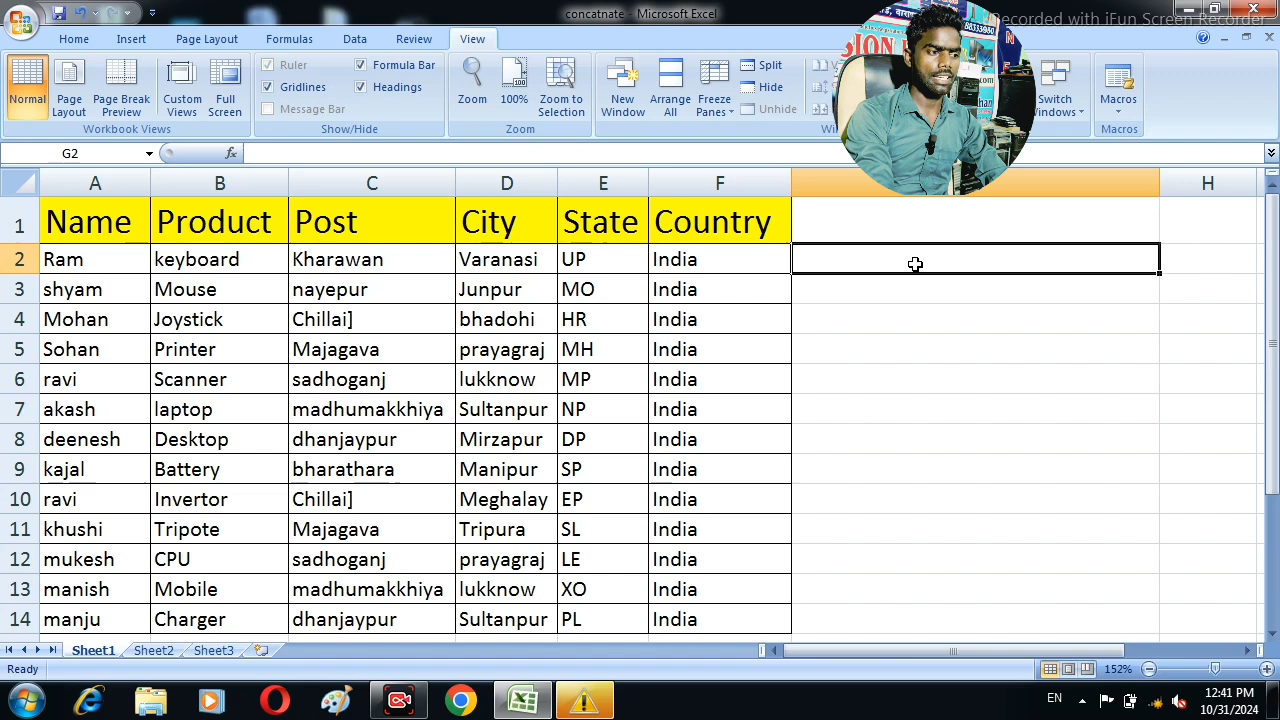 concatnate - Microsoft Excel
Recorded with iFun Screen Recorder
Home Insert Page Layout Formulas Data Review View
Normal
Page Layout
Page Break Preview
Custom Views
Full Screen
Workbook Views
Ruler
Formula Bar
Gridlines
Headings
Message Bar
Show/Hide
Zoom
100%
Zoom to Selection
Zoom
New Window
Arrange All
Freeze Panes
Split
Hide
Unhide
Switch Windows
Macros
Macros
G2
fx
A B C D E F H
1 Name Product Post City State Country
2 Ram keyboard Kharawan Varanasi UP India
3 shyam Mouse nayepur Junpur MO India
4 Mohan Joystick Chillai] bhadohi HR India
5 Sohan Printer Majagava prayagraj MH India
6 ravi Scanner sadhoganj lukknow MP India
7 akash laptop madhumakkhiya Sultanpur NP India
8 deenesh Desktop dhanjaypur Mirzapur DP India
9 kajal Battery bharathara Manipur SP India
10 ravi Invertor Chillai] Meghalay EP India
11 khushi Tripote Majagava Tripura SL India
12 mukesh CPU sadhoganj prayagraj LE India
13 manish Mobile madhumakkhiya lukknow XO India
14 manju Charger dhanjaypur Sultanpur PL India
Sheet1 Sheet2 Sheet3
Ready
152%
EN
12:41 PM
10/31/2024